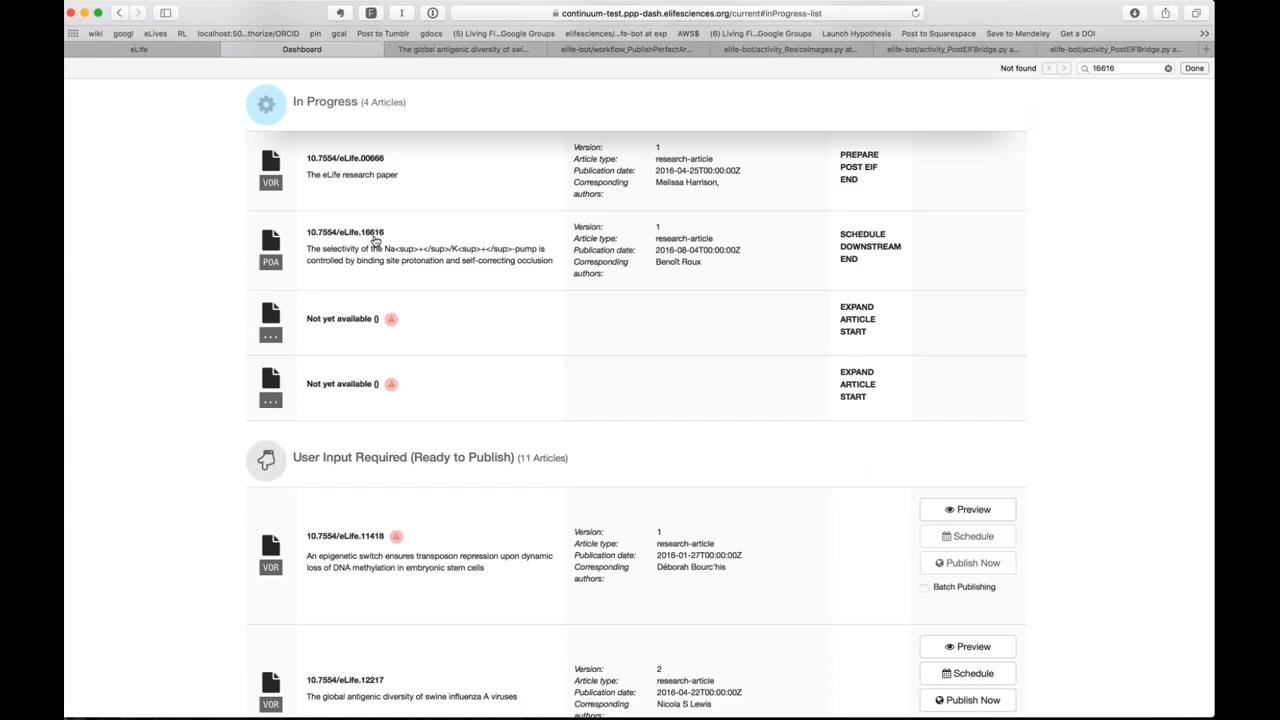 continuum-test.ppp-dash.elifesciences.org/current#inProgress-list
wiki googl eLives RL localhost:50...thorize/ORCID pin gcal Post to Tumblr gdocs (5) Living Fi...Google Groups elifesciences/...fe-bot at exp AWS$ (6) Living Fi...Google Groups Launch Hypothesis Post to Squarespace Save to Mendeley Get a DOI
eLife Dashboard The global antigenic diversity of swi... elife-bot/workflow_PublishPerfectAr... elife-bot/activity_ResizeImages.py at... elife-bot/activity_PostEIFBridge.py a... elife-bot/activity_PostEIFBridge.py a...
Not found 16616 Done
In Progress (4 Articles)
VOR
10.7554/eLife.00666
The eLife research paper
Version: 1
Article type: research-article
Publication date: 2016-04-25T00:00:00Z
Corresponding authors: Melissa Harrison,
PREPARE
POST EIF
END
POA
10.7554/eLife.16616
The selectivity of the Na<sup>+</sup>/K<sup>+</sup>-pump is
controlled by binding site protonation and self-correcting occlusion
Version: 1
Article type: research-article
Publication date: 2016-08-04T00:00:00Z
Corresponding authors: Benoît Roux
SCHEDULE
DOWNSTREAM
END
...
Not yet available ()
EXPAND
ARTICLE
START
...
Not yet available ()
EXPAND
ARTICLE
START
User Input Required (Ready to Publish) (11 Articles)
VOR
10.7554/eLife.11418
An epigenetic switch ensures transposon repression upon dynamic
loss of DNA methylation in embryonic stem cells
Version: 1
Article type: research-article
Publication date: 2016-01-27T00:00:00Z
Corresponding authors: Déborah Bourc'his
Preview
Schedule
Publish Now
Batch Publishing
VOR
10.7554/eLife.12217
The global antigenic diversity of swine influenza A viruses
Version: 2
Article type: research-article
Publication date: 2016-04-22T00:00:00Z
Corresponding authors: Nicola S Lewis
Preview
Schedule
Publish Now